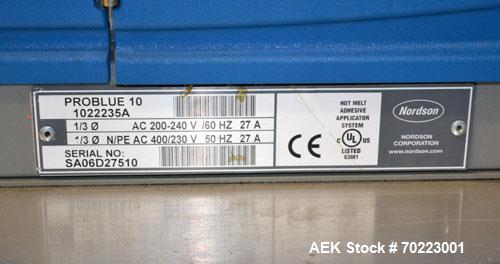 PROBLUE 10
1022235A
1/3 Ø AC 200-240 V /60 HZ 27 A
1/3 Ø N/PE AC 400/230 V 50 HZ 27 A
SERIAL NO:
SA06D27510
HOT MELT
ADHESIVE
APPLICATOR
SYSTEM
CE
C UL US
LISTED
63M1
Nordson
NORDSON
CORPORATION
www.nordson.com
AEK Stock # 70223001